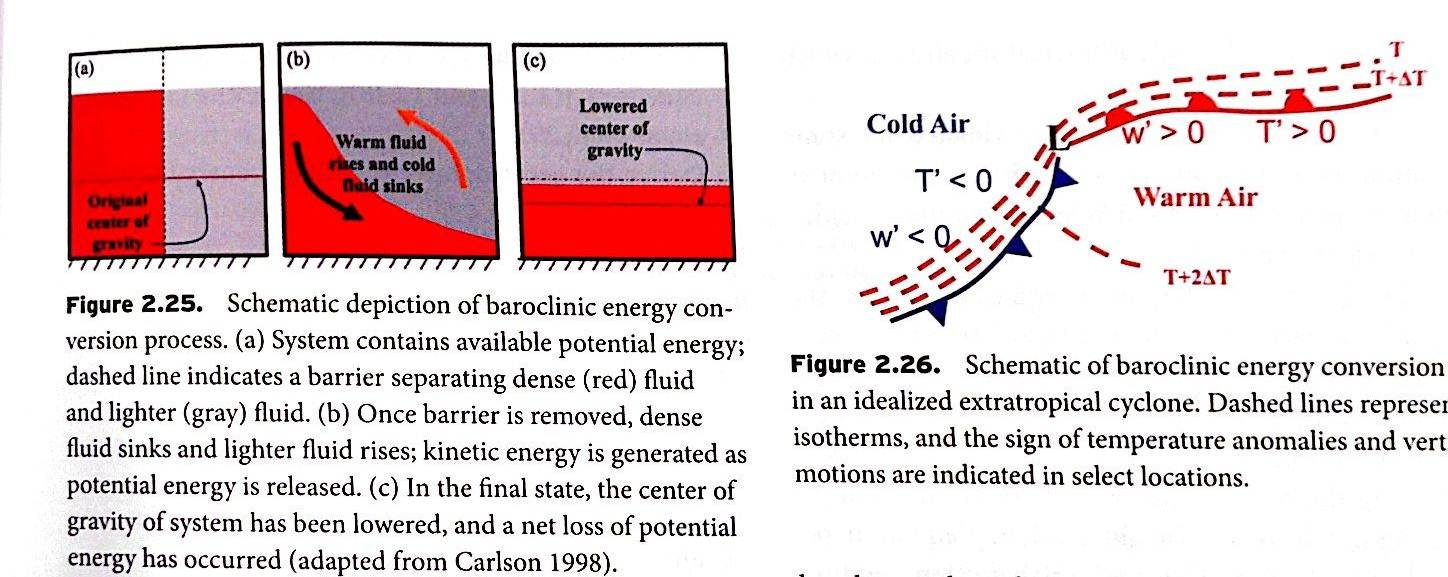 (a)
Original
center of
gravity
(b)
Warm fluid
rises and cold
fluid sinks
(c)
Lowered
center of
gravity
Figure 2.25. Schematic depiction of baroclinic energy con-
version process. (a) System contains available potential energy;
dashed line indicates a barrier separating dense (red) fluid
and lighter (gray) fluid. (b) Once barrier is removed, dense
fluid sinks and lighter fluid rises; kinetic energy is generated as
potential energy is released. (c) In the final state, the center of
gravity of system has been lowered, and a net loss of potential
energy has occurred (adapted from Carlson 1998).
T
T+ΔT
Cold Air
L
w' > 0 T' > 0
T' < 0
Warm Air
w' < 0
T+2ΔT
Figure 2.26. Schematic of baroclinic energy conversion
in an idealized extratropical cyclone. Dashed lines represe
isotherms, and the sign of temperature anomalies and vert
motions are indicated in select locations.